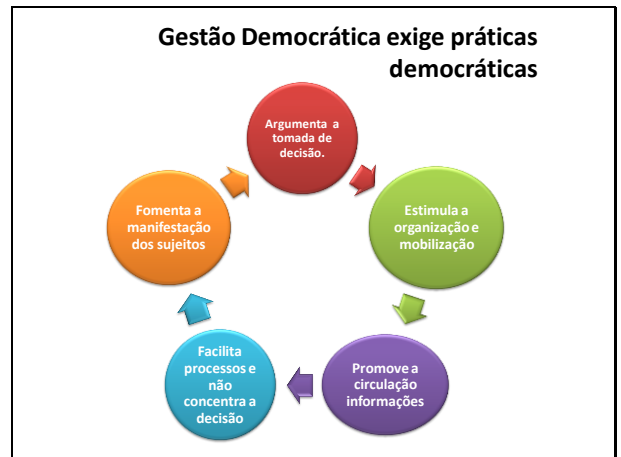 Gestão Democrática exige práticas
democráticas
Argumenta a
tomada de
decisão.
Estimula a
organização e
mobilização
Promove a
circulação
informações
Facilita
processos e
não
concentra a
decisão
Fomenta a
manifestação
dos sujeitos